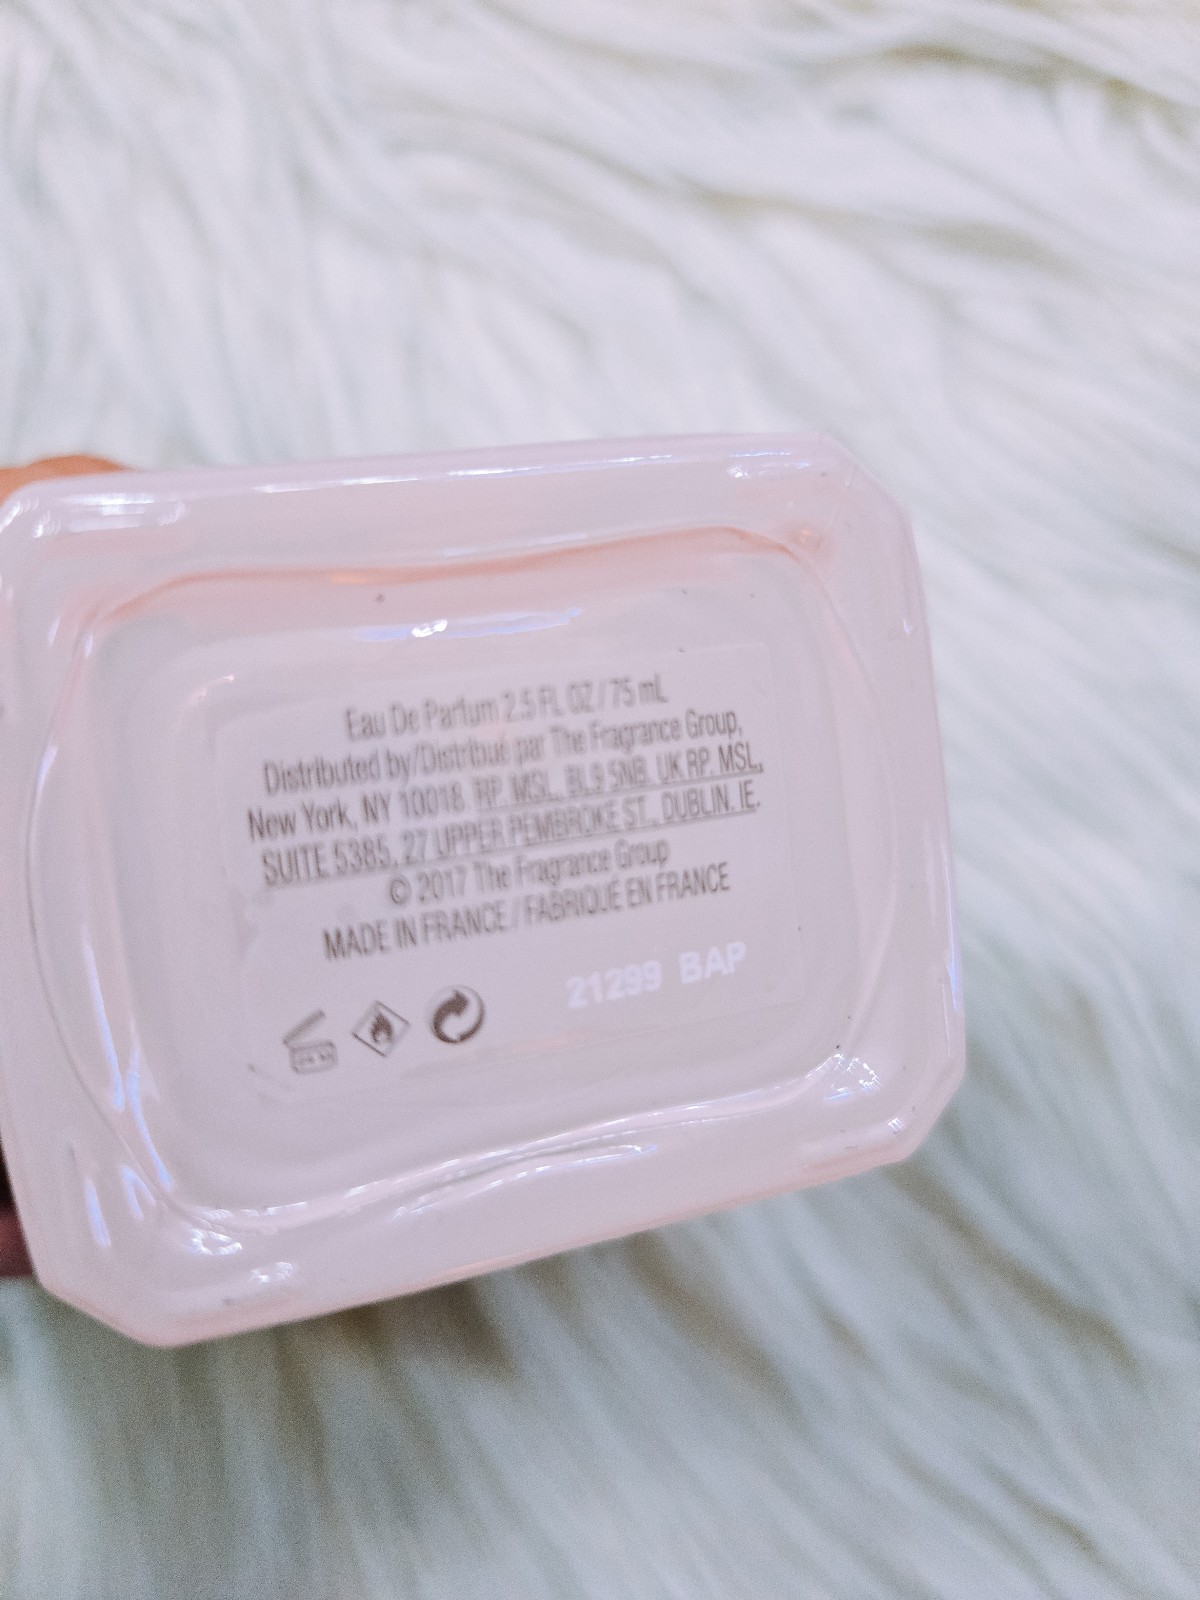 Eau De Parfum 2.5 FL OZ / 75 mL
Distributed by/Distribué par The Fragrance Group,
New York, NY 10018 RP. MSL, BL9 5NB. UK RP. MSL,
SUITE 5385, 27 UPPER PEMBROKE ST., DUBLIN. IE.
© 2017 The Fragrance Group
MADE IN FRANCE / FABRIQUÉ EN FRANCE
21299 BAP